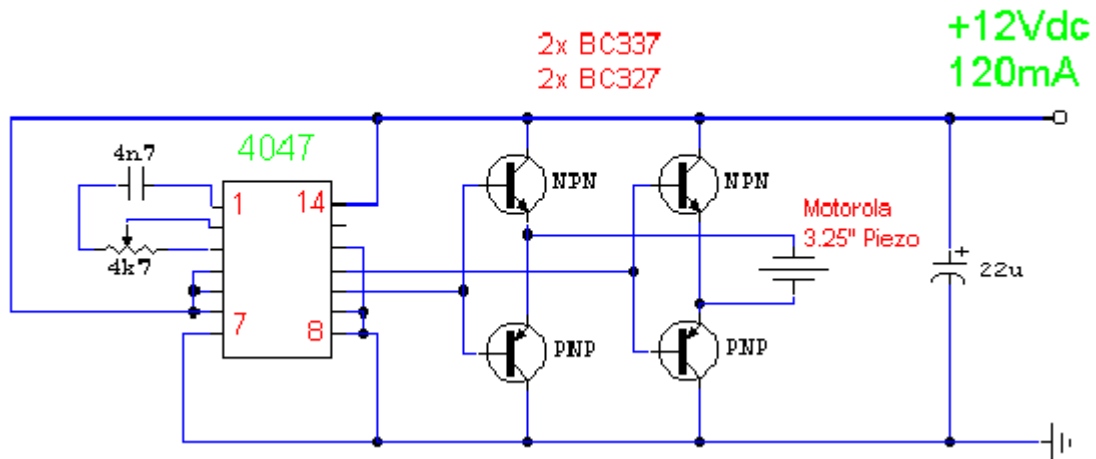 +12Vdc
120mA
2x BC337
2x BC327
4047
4n7
1
14
NPN
NPN
Motorola
3.25" Piezo
4k7
+
22u
7
8
PNP
PNP